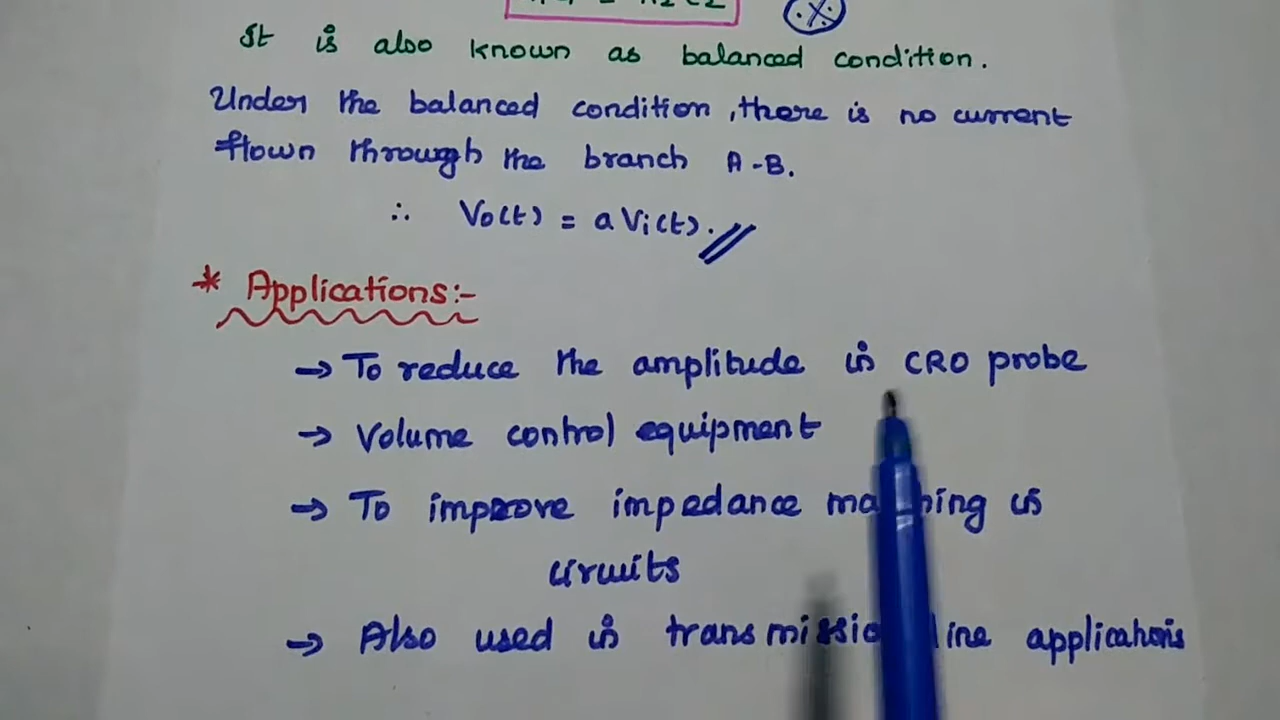 It is also known as balanced condition.
Under the balanced condition, there is no current
flown through the branch A-B.
∴ Vo(t) = a Vi(t).
* Applications:-
→ To reduce the amplitude in CRO probe
→ Volume control equipment
→ To improve impedance in
circuits
→ Also used in line applications